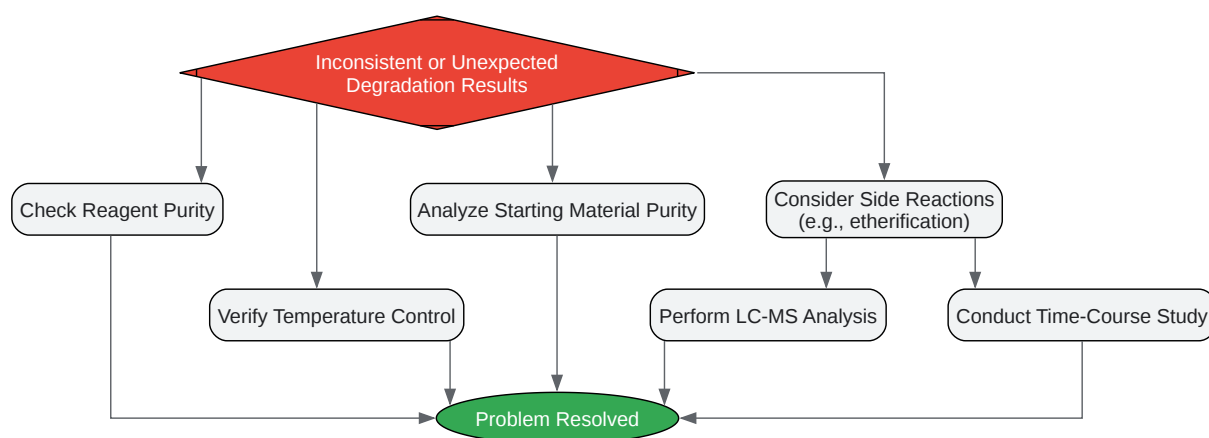 Inconsistent or Unexpected
Degradation Results
Check Reagent Purity
Analyze Starting Material Purity
Consider Side Reactions
(e.g., etherification)
Verify Temperature Control
Perform LC-MS Analysis
Conduct Time-Course Study
Problem Resolved